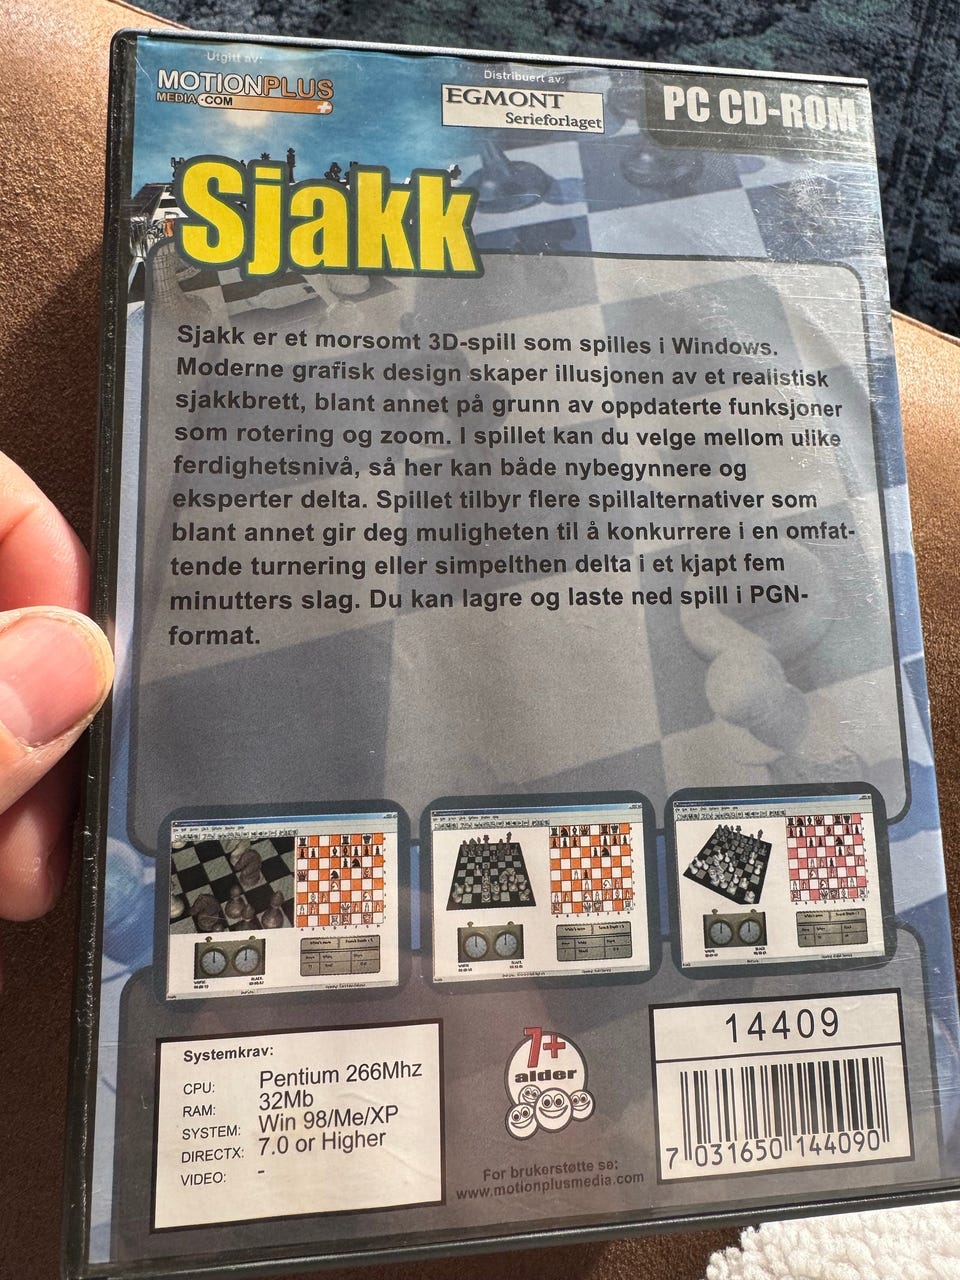 Utgitt av:
MOTIONPLUS
MEDIA.COM
Distribuert av:
EGMONT
Serieforlaget
PC CD-ROM
Sjakk
Sjakk er et morsomt 3D-spill som spilles i Windows.
Moderne grafisk design skaper illusjonen av et realistisk
sjakkbrett, blant annet på grunn av oppdaterte funksjoner
som rotering og zoom. I spillet kan du velge mellom ulike
ferdighetsnivå, så her kan både nybegynnere og
eksperter delta. Spillet tilbyr flere spillalternativer som
blant annet gir deg muligheten til å konkurrere i en omfat-
tende turnering eller simpelthen delta i et kjapt fem
minutters slag. Du kan lagre og laste ned spill i PGN-
format.
Systemkrav:
CPU: Pentium 266Mhz
RAM: 32Mb
SYSTEM: Win 98/Me/XP
DIRECTX: 7.0 or Higher
VIDEO: -
7+
alder
For brukerstøtte se:
www.motionplusmedia.com
14409
7 031650 144090